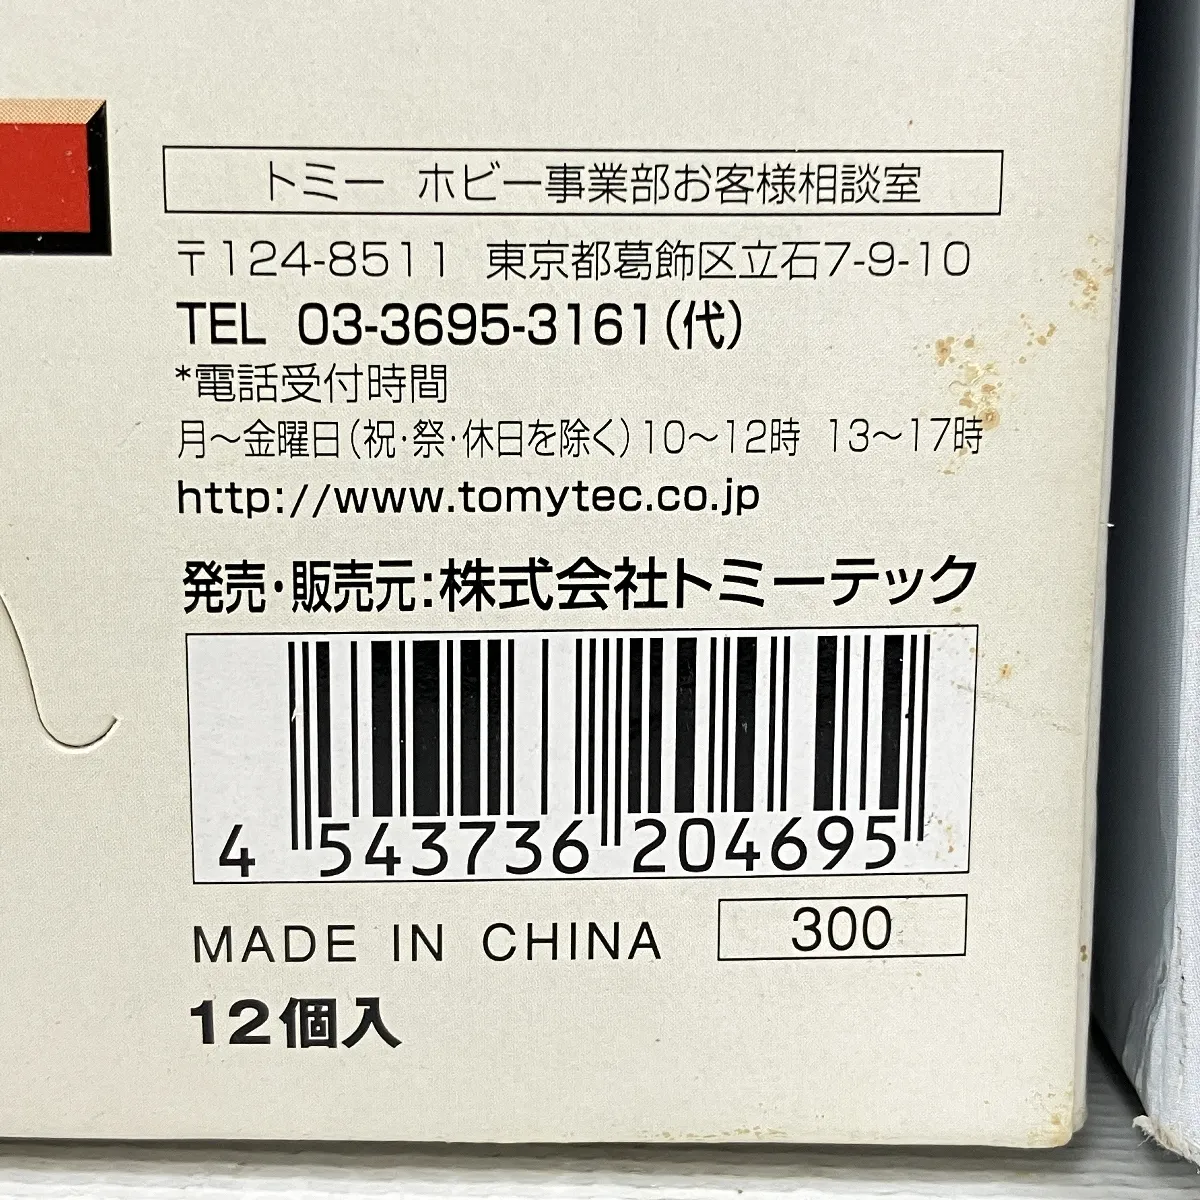 トミー ホビー事業部お客様相談室
〒124-8511 東京都葛飾区立石7-9-10
TEL 03-3695-3161(代)
*電話受付時間
月～金曜日(祝・祭・休日を除く)10～12時 13～17時
http://www.tomytec.co.jp
発売・販売元:株式会社トミーテック
4 543736 204695
MADE IN CHINA 300
12個入